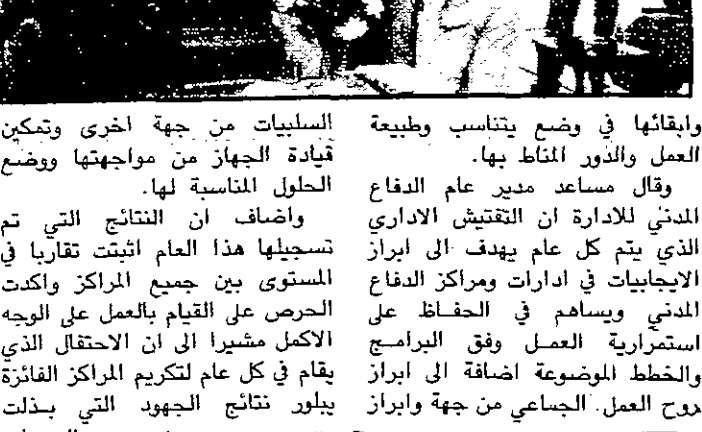 وابقائها في وضع يتناسب وطبيعة
العمل والدور المناط بها.
وقال مساعد مدير عام الدفاع
المدني للادارة ان التفتيش الاداري
الذي يتم كل عام يهدف الى ابراز
الايجابيات في ادارات ومراكز الدفاع
المدني ويساهم في الحفاظ على
استمرارية العمل وفق البرامج
والخطط الموضوعة اضافة الى ابراز
روح العمل الجماعي من جهة وابراز
السلبيات من جهة اخرى وتمكين
قيادة الجهاز من مواجهتها ووضع
الحلول المناسبة لها.
واضاف ان النتائج التي تم
تسجيلها هذا العام اثبتت تقاربا في
المستوى بين جميع المراكز واكدت
الحرص على القيام بالعمل على الوجه
الاكمل مشيرا الى ان الاحتفال الذي
يقام في كل عام لتكريم المراكز الفائزة
يبلور نتائج الجهود التي بذلت